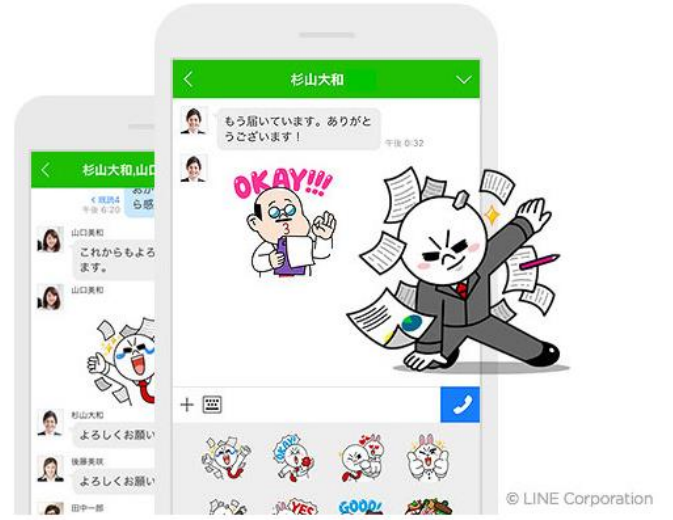 杉山大和
もう届いています。ありがと
うございます！
午後 0:32
OKAY!!!
杉山大和,山口
既読4
午後 6:20
ら感
山口美和
これからもよろ
ます。
山口美和
杉山大和
よろしくお願い
後藤美咲
よろしくお願い
田中一郎
OKAY!
YES
GOOD!
© LINE Corporation